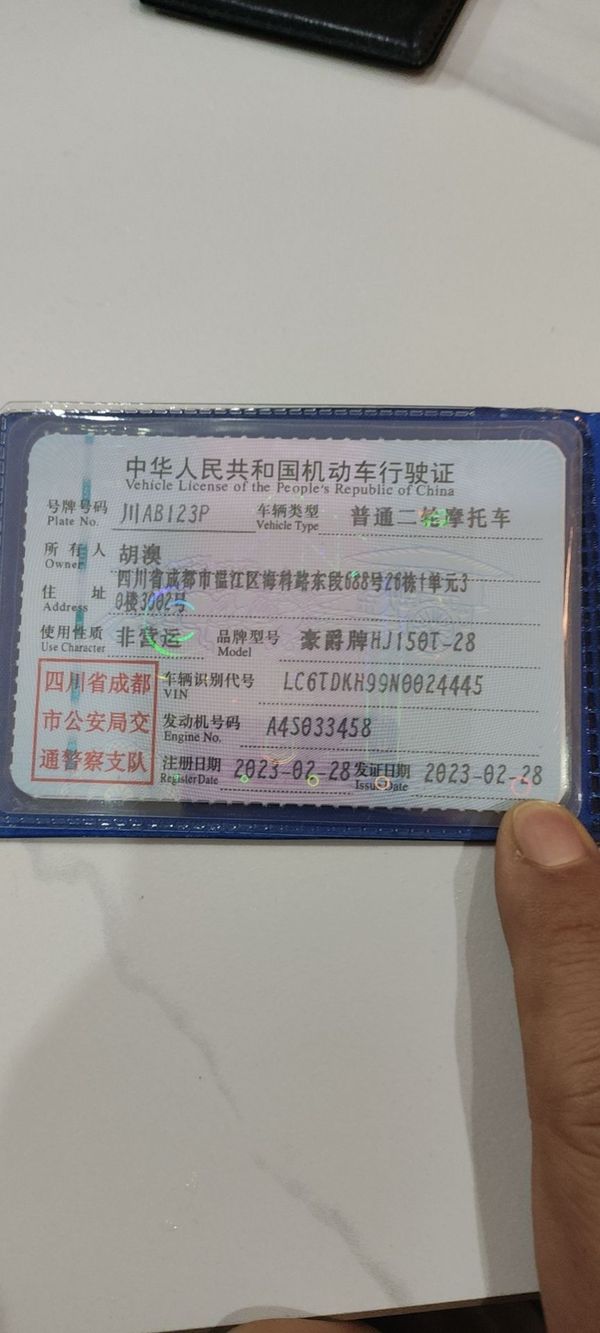 中华人民共和国机动车行驶证
Vehicle License of the People's Republic of China
号牌号码 川AB123P 车辆类型 普通二轮摩托车
Plate No. Vehicle Type
所有人 胡澳
Owner
住址 四川省成都市温江区海科路东段688号26栋1单元3
Address 0楼3002号
使用性质 非营运 品牌型号 豪爵牌HJ150T-28
Use Character Model
四川省成都 车辆识别代号 LC6TDKH99N0024445
VIN
市公安局交 发动机号码 A4S033458
Engine No.
通警察支队 注册日期 2023-02-28 发证日期 2023-02-28
Register Date Issue Date